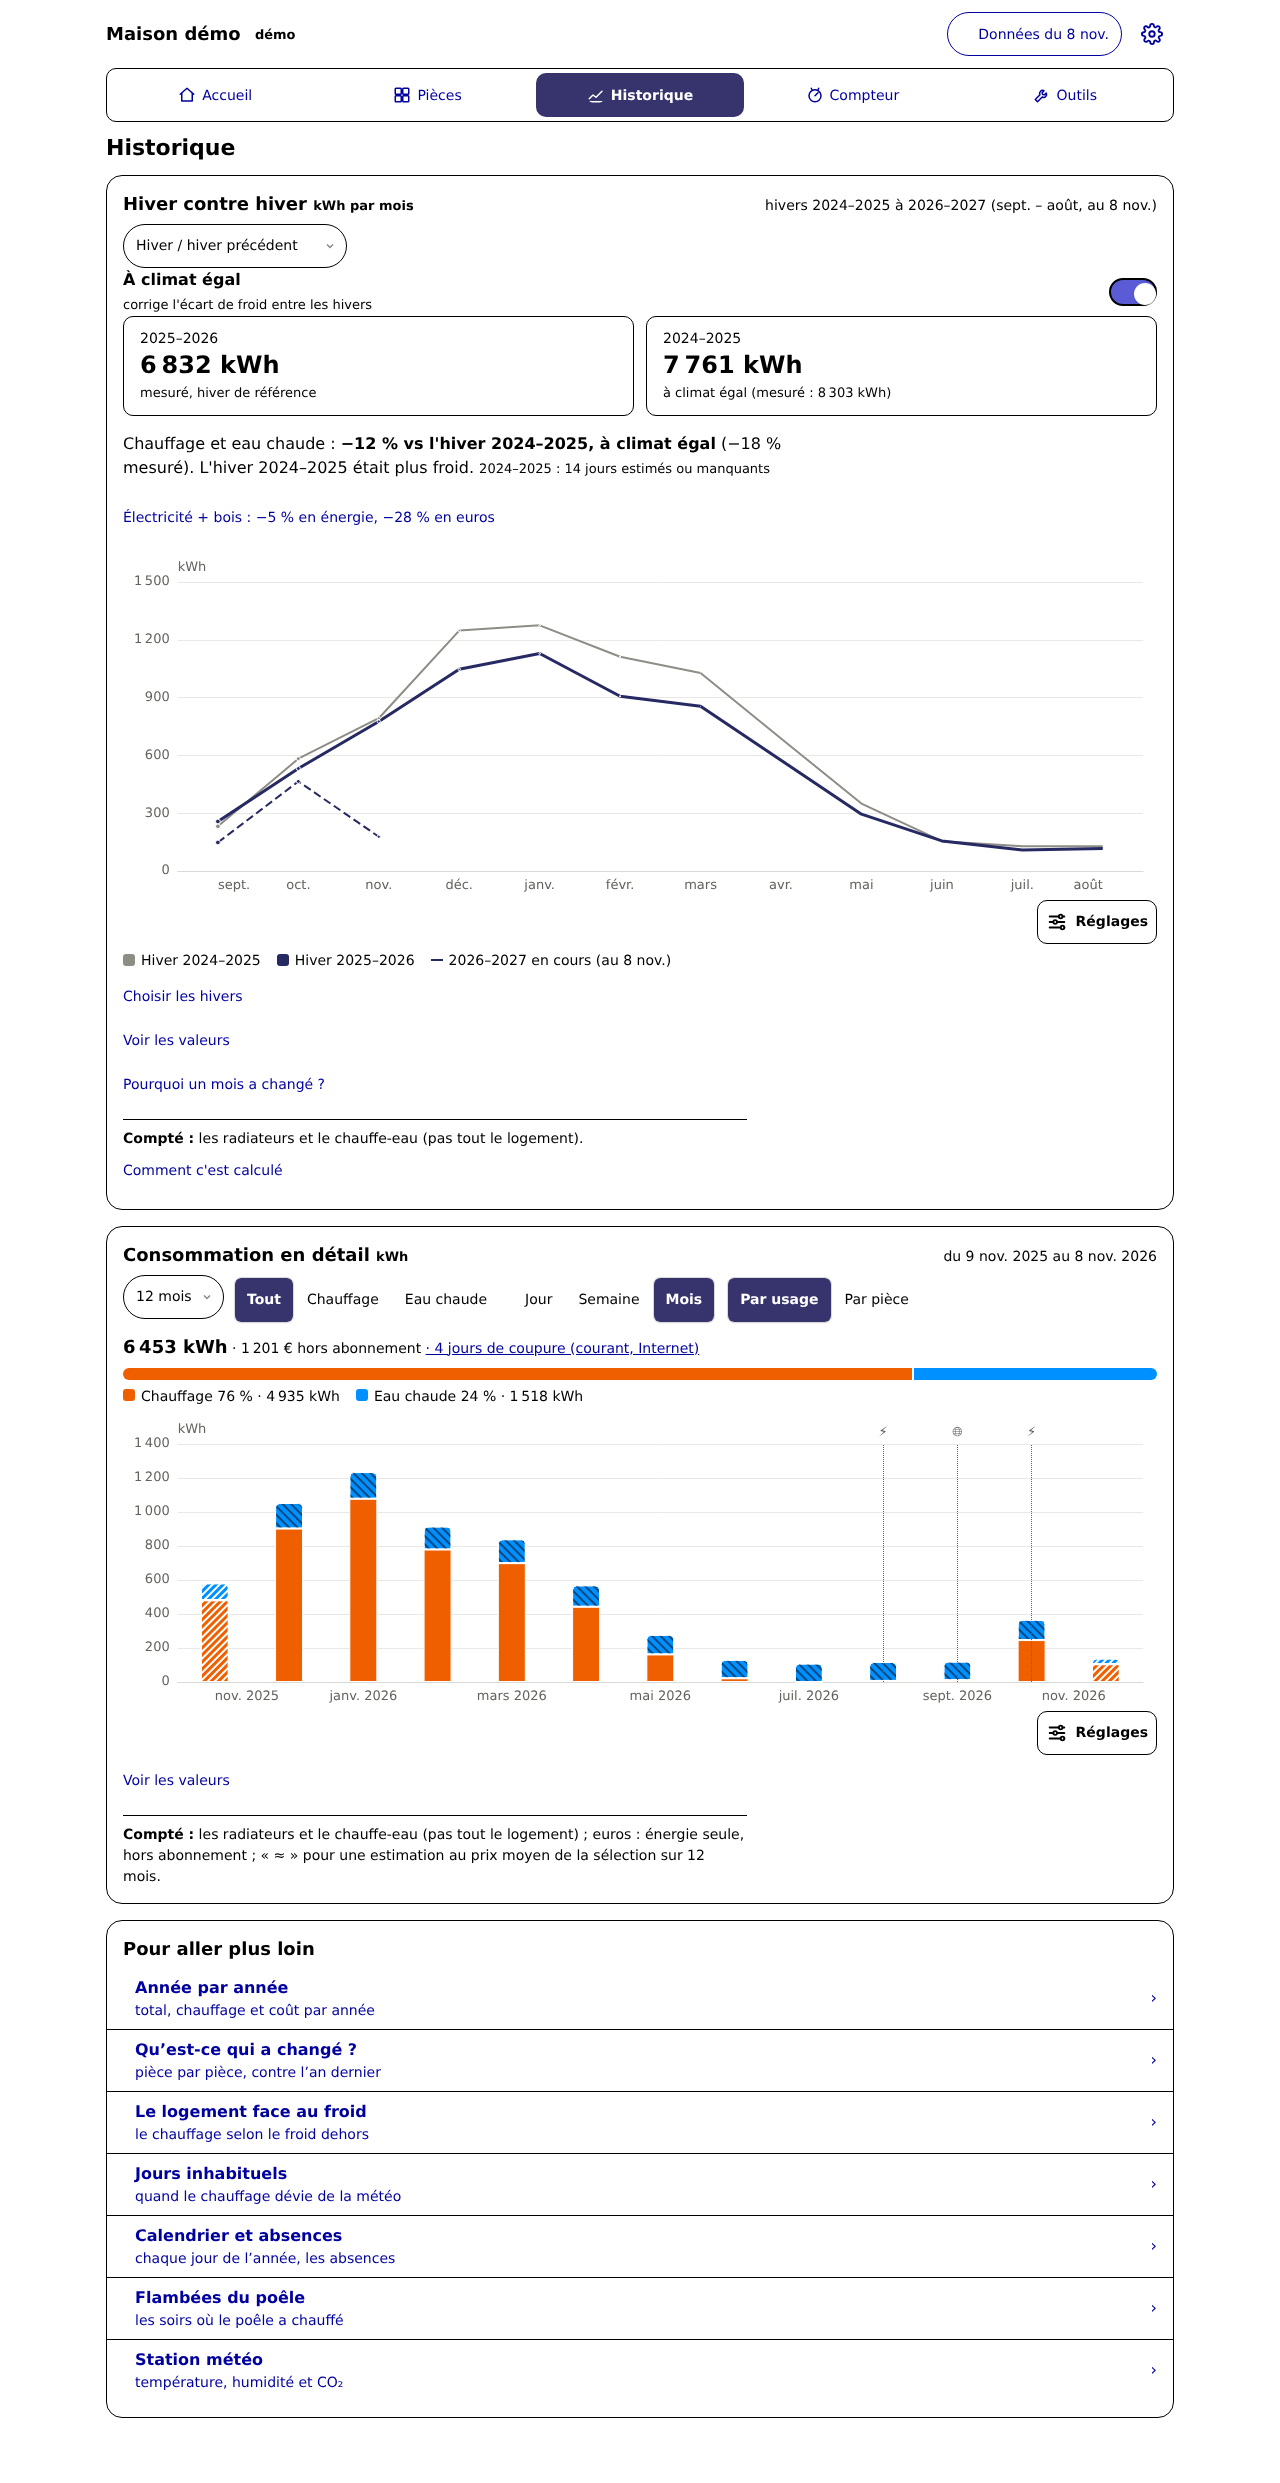 Maison démo démo
Données du 8 nov.
Accueil
Pièces
Historique
Compteur
Outils
Historique
Hiver contre hiver kWh par mois
hivers 2024–2025 à 2026–2027 (sept. – août, au 8 nov.)
Hiver / hiver précédent
À climat égal
corrige l'écart de froid entre les hivers
2025–2026
6 832 kWh
mesuré, hiver de référence
2024–2025
7 761 kWh
à climat égal (mesuré : 8 303 kWh)
Chauffage et eau chaude : −12 % vs l'hiver 2024–2025, à climat égal (−18 %
mesuré). L'hiver 2024–2025 était plus froid. 2024–2025 : 14 jours estimés ou manquants
Électricité + bois : −5 % en énergie, −28 % en euros
kWh
1 500
1 200
900
600
300
0
sept. oct. nov. déc. janv. févr. mars avr. mai juin juil. août
Réglages
Hiver 2024–2025 Hiver 2025–2026 2026–2027 en cours (au 8 nov.)
Choisir les hivers
Voir les valeurs
Pourquoi un mois a changé ?
Compté : les radiateurs et le chauffe-eau (pas tout le logement).
Comment c'est calculé
Consommation en détail kWh
du 9 nov. 2025 au 8 nov. 2026
12 mois Tout Chauffage Eau chaude Jour Semaine Mois Par usage Par pièce
6 453 kWh · 1 201 € hors abonnement · 4 jours de coupure (courant, Internet)
Chauffage 76 % · 4 935 kWh Eau chaude 24 % · 1 518 kWh
kWh
1 400
1 200
1 000
800
600
400
200
0
nov. 2025 janv. 2026 mars 2026 mai 2026 juil. 2026 sept. 2026 nov. 2026
Réglages
Voir les valeurs
Compté : les radiateurs et le chauffe-eau (pas tout le logement) ; euros : énergie seule,
hors abonnement ; « ≈ » pour une estimation au prix moyen de la sélection sur 12
mois.
Pour aller plus loin
Année par année
total, chauffage et coût par année
Qu’est-ce qui a changé ?
pièce par pièce, contre l’an dernier
Le logement face au froid
le chauffage selon le froid dehors
Jours inhabituels
quand le chauffage dévie de la météo
Calendrier et absences
chaque jour de l’année, les absences
Flambées du poêle
les soirs où le poêle a chauffé
Station météo
température, humidité et CO₂